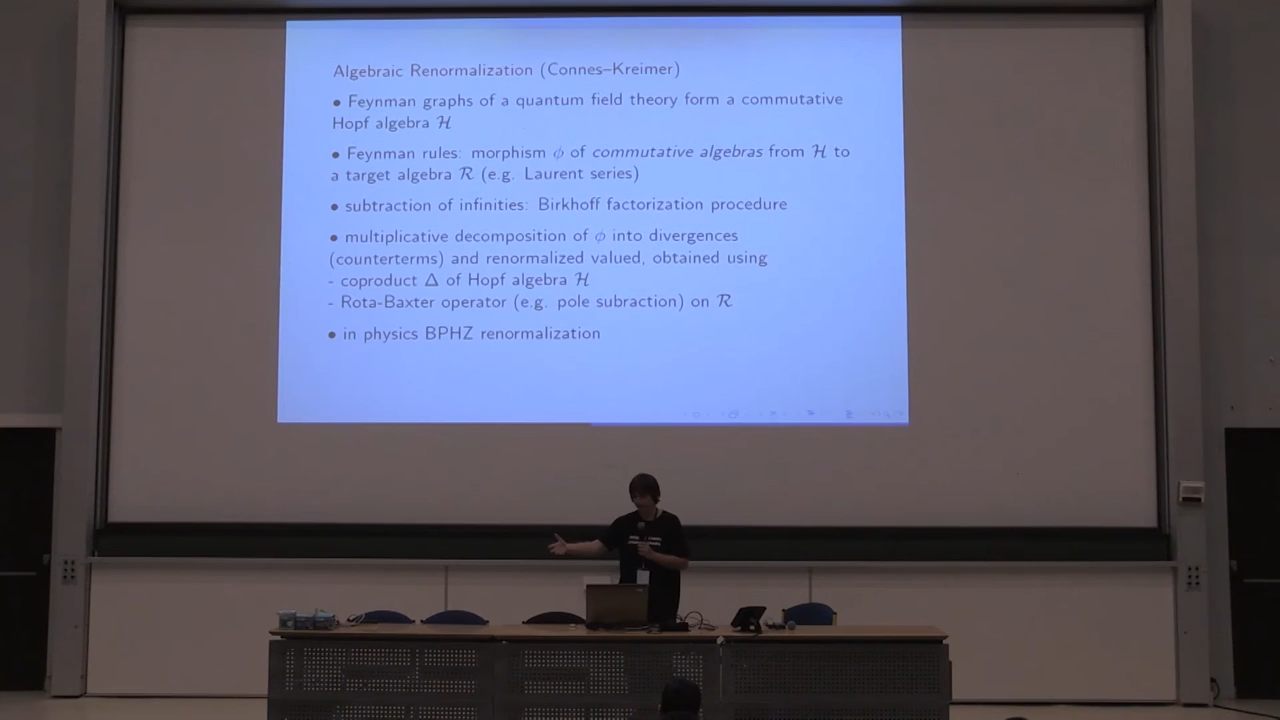 Algebraic Renormalization (Connes–Kreimer)
• Feynman graphs of a quantum field theory form a commutative
Hopf algebra ℋ
• Feynman rules: morphism ϕ of commutative algebras from ℋ to
a target algebra ℛ (e.g. Laurent series)
• subtraction of infinities: Birkhoff factorization procedure
• multiplicative decomposition of ϕ into divergences
(counterterms) and renormalized valued, obtained using
- coproduct Δ of Hopf algebra ℋ
- Rota-Baxter operator (e.g. pole subraction) on ℛ
• in physics BPHZ renormalization